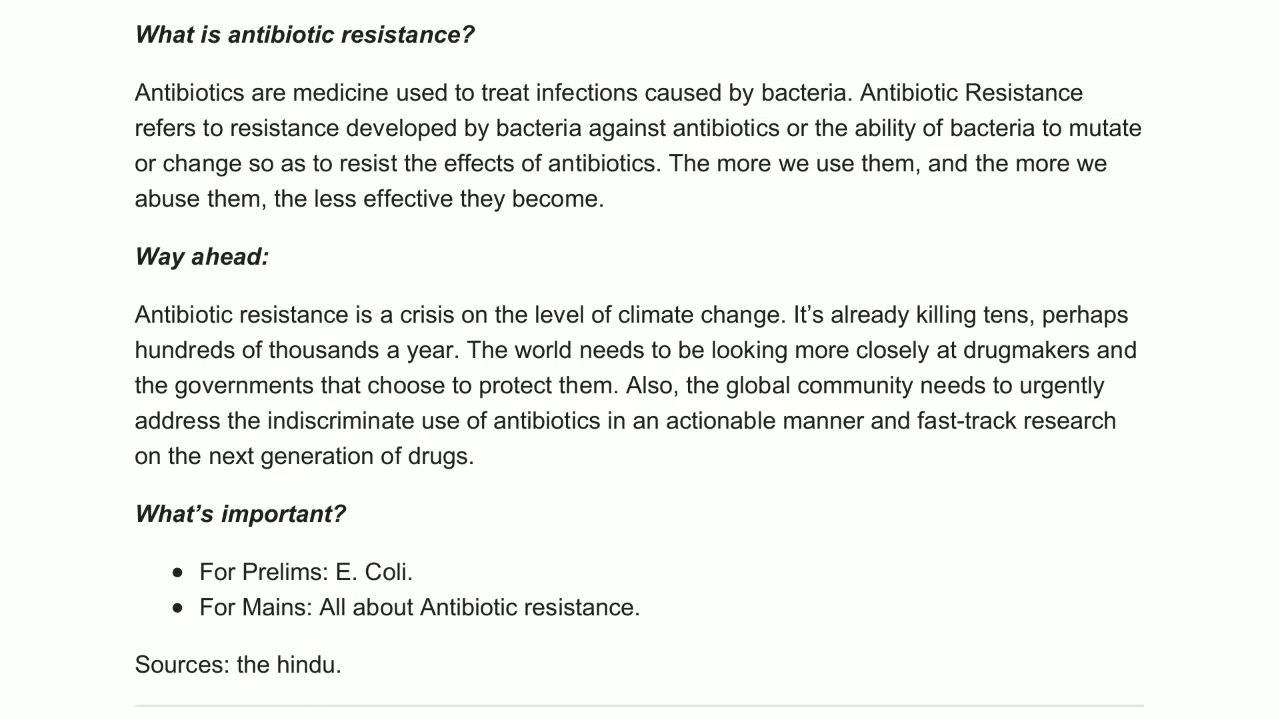 What is antibiotic resistance?
Antibiotics are medicine used to treat infections caused by bacteria. Antibiotic Resistance
refers to resistance developed by bacteria against antibiotics or the ability of bacteria to mutate
or change so as to resist the effects of antibiotics. The more we use them, and the more we
abuse them, the less effective they become.
Way ahead:
Antibiotic resistance is a crisis on the level of climate change. It’s already killing tens, perhaps
hundreds of thousands a year. The world needs to be looking more closely at drugmakers and
the governments that choose to protect them. Also, the global community needs to urgently
address the indiscriminate use of antibiotics in an actionable manner and fast-track research
on the next generation of drugs.
What’s important?
● For Prelims: E. Coli.
● For Mains: All about Antibiotic resistance.
Sources: the hindu.